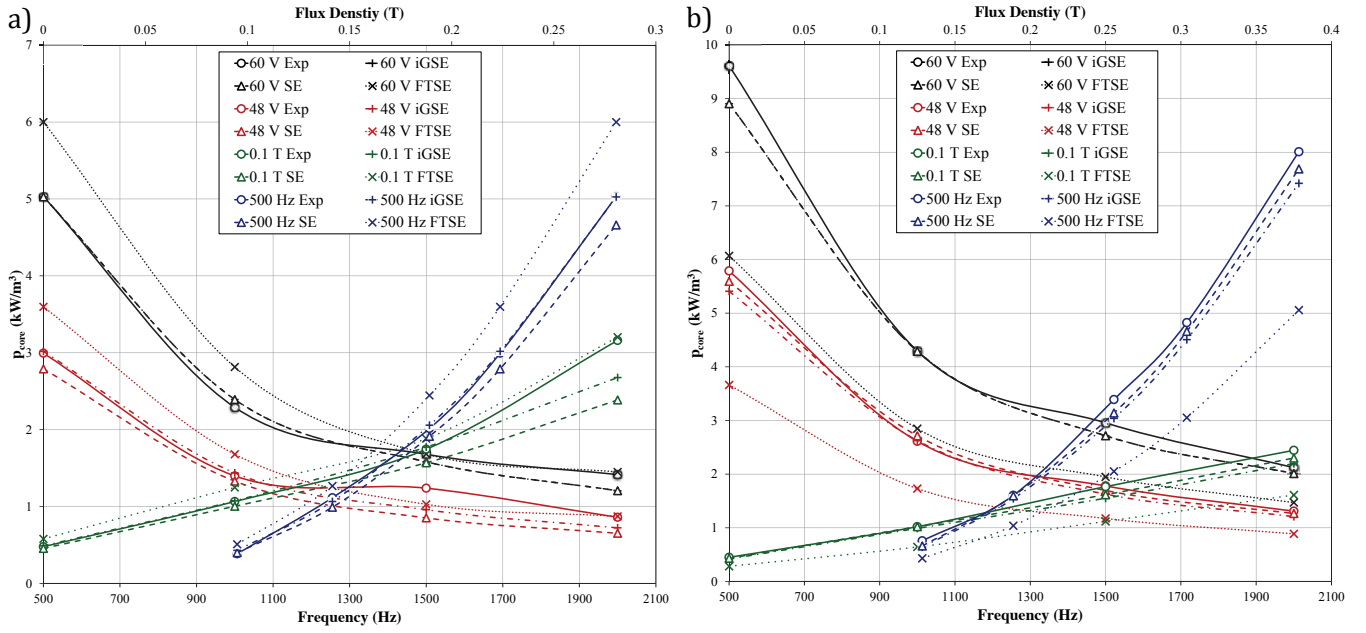 a)
Flux Denstiy (T)
0 0.05 0.1 0.15 0.2 0.25 0.3
7
6
5
4
3
2
1
0
p_core (kW/m³)
60 V Exp 60 V iGSE
60 V SE 60 V FTSE
48 V Exp 48 V iGSE
48 V SE 48 V FTSE
0.1 T Exp 0.1 T iGSE
0.1 T SE 0.1 T FTSE
500 Hz Exp 500 Hz iGSE
500 Hz SE 500 Hz FTSE
500 700 900 1100 1300 1500 1700 1900 2100
Frequency (Hz)
b)
Flux Denstiy (T)
0 0.05 0.1 0.15 0.2 0.25 0.3 0.35 0.4
10
9
8
7
6
5
4
3
2
1
0
p_core (kW/m³)
60 V Exp 60 V iGSE
60 V SE 60 V FTSE
48 V Exp 48 V iGSE
48 V SE 48 V FTSE
0.1 T Exp 0.1 T iGSE
0.1 T SE 0.1 T FTSE
500 Hz Exp 500 Hz iGSE
500 Hz SE 500 Hz FTSE
500 700 900 1100 1300 1500 1700 1900 2100
Frequency (Hz)